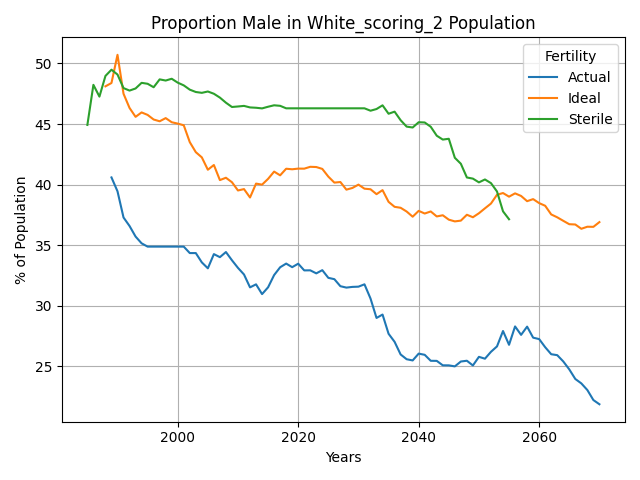 Proportion Male in White_scoring_2 Population
Fertility
Actual
Ideal
Sterile
% of Population
50
45
40
35
30
25
2000
2020
2040
2060
Years